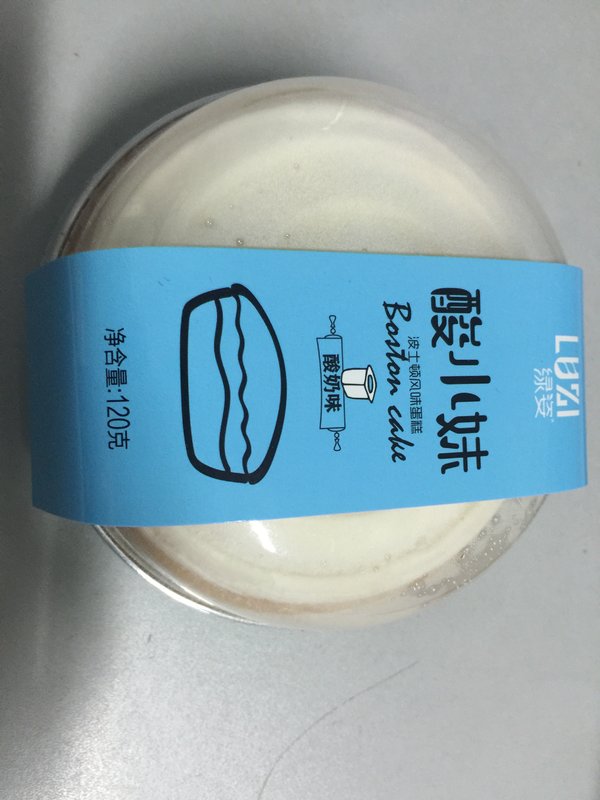 LUZI
绿姿
酸小妹
Boston cake
波士顿风味蛋糕
酸奶味
净含量:120克